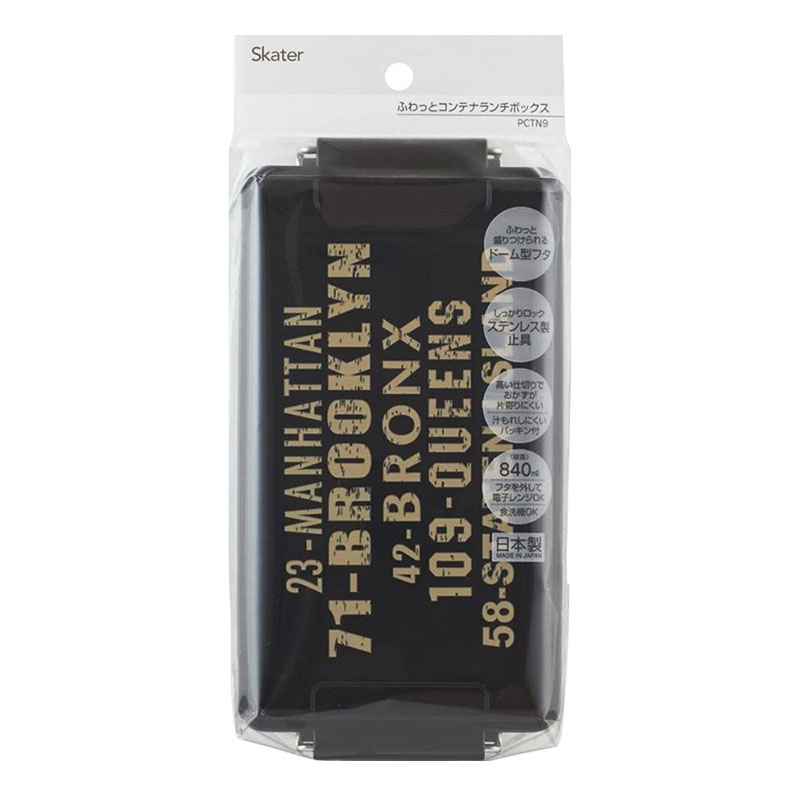 Skater
ふわっとコンテナランチボックス
PCTN9
23-MANHATTAN
71-BROOKLYN
42-BRONX
109-QUEENS
58-STATEN ISLAND
ふわっと
盛りつけられる
ドーム型フタ
しっかりロック
ステンレス製
止具
高い仕切りで
おかずが
片寄りにくい
汁もれしにくい
パッキン付
〈容量〉
840ml
フタを外して
電子レンジOK
食洗機OK
日本製
MADE IN JAPAN